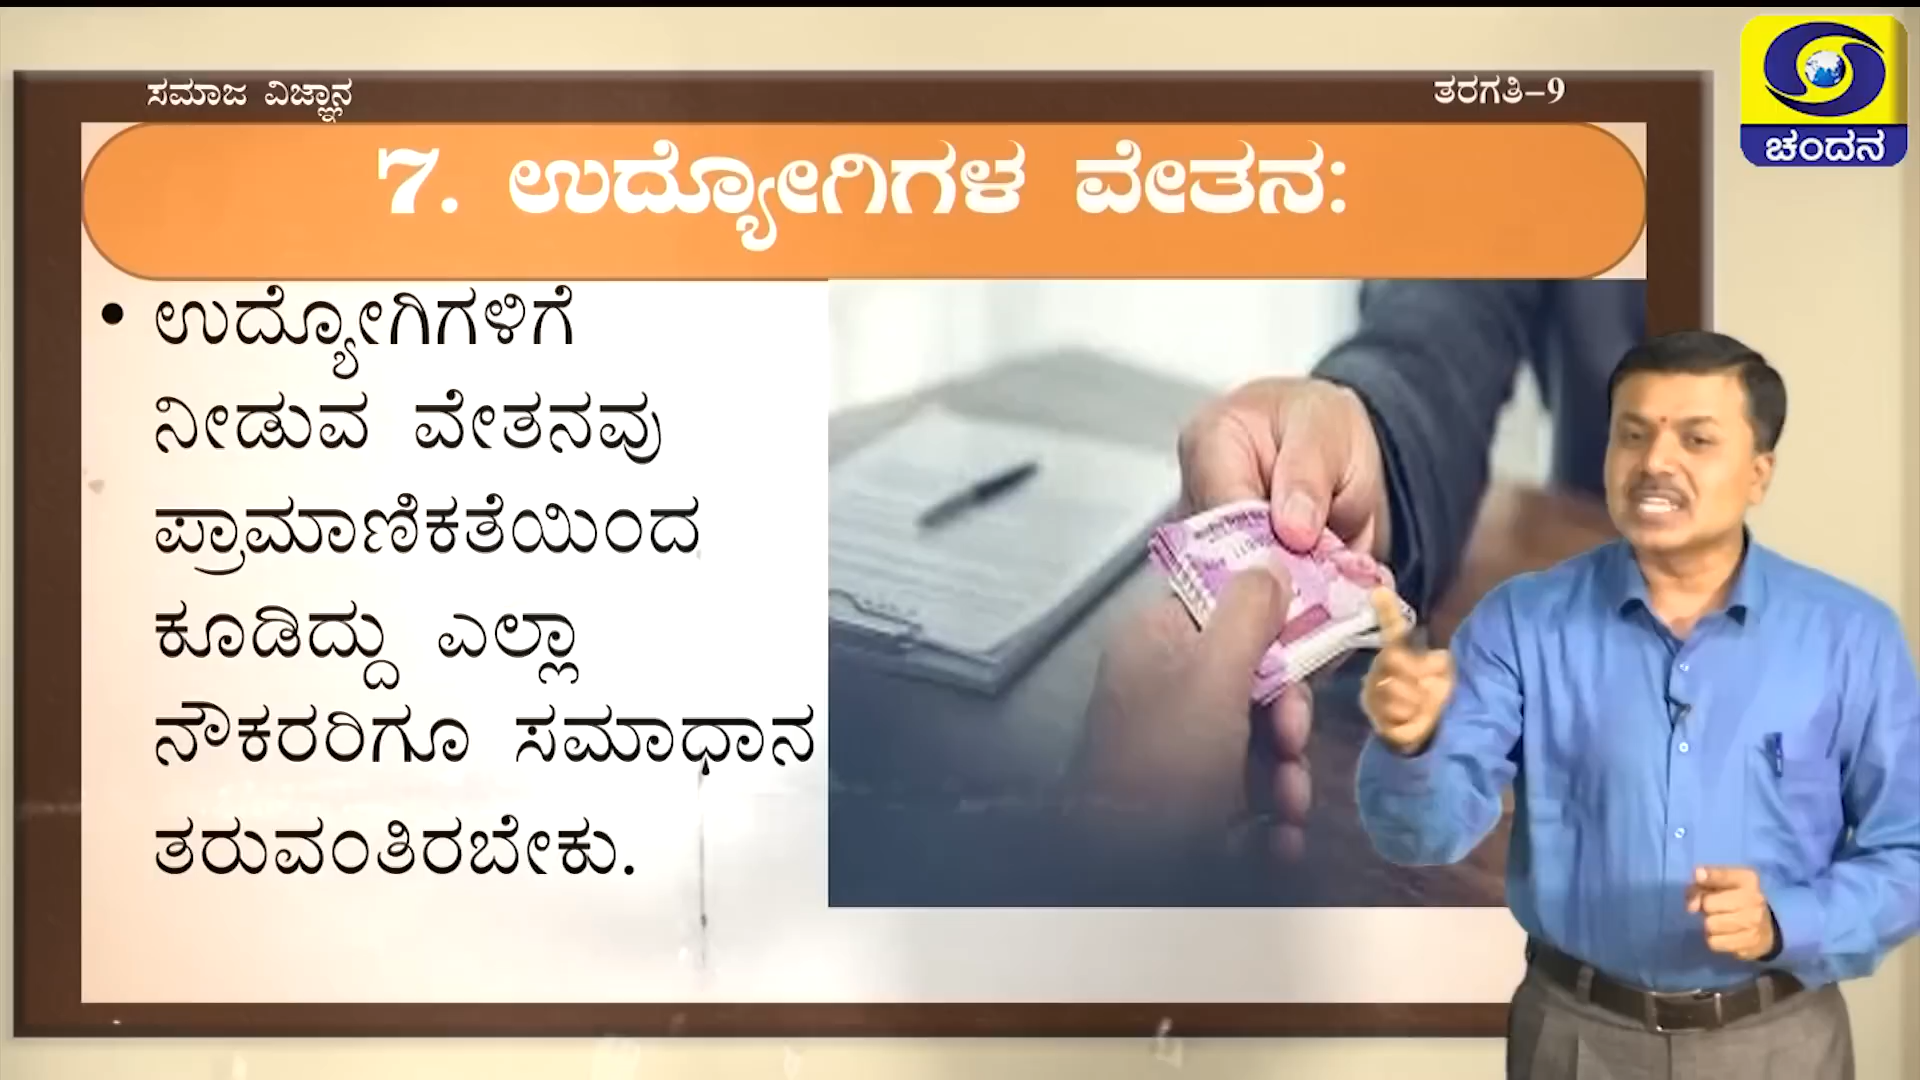 ಸಮಾಜ ವಿಜ್ಞಾನ
ತರಗತಿ-9
ಚಂದನ
7. ಉದ್ಯೋಗಿಗಳ ವೇತನ:
• ಉದ್ಯೋಗಿಗಳಿಗೆ
ನೀಡುವ ವೇತನವು
ಪ್ರಾಮಾಣಿಕತೆಯಿಂದ
ಕೂಡಿದ್ದು ಎಲ್ಲಾ
ನೌಕರರಿಗೂ ಸಮಾಧಾನ
ತರುವಂತಿರಬೇಕು.